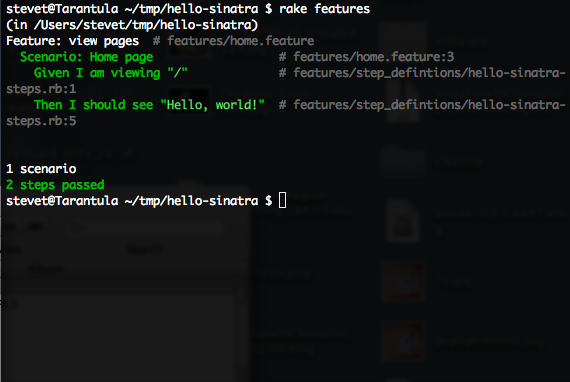 stevet@Tarantula ~/tmp/hello-sinatra $ rake features
(in /Users/stevet/tmp/hello-sinatra)
Feature: view pages  # features/home.feature
  Scenario: Home page                  # features/home.feature:3
    Given I am viewing "/"             # features/step_defintions/hello-sinatra-
steps.rb:1
    Then I should see "Hello, world!"  # features/step_defintions/hello-sinatra-
steps.rb:5
1 scenario
2 steps passed
stevet@Tarantula ~/tmp/hello-sinatra $